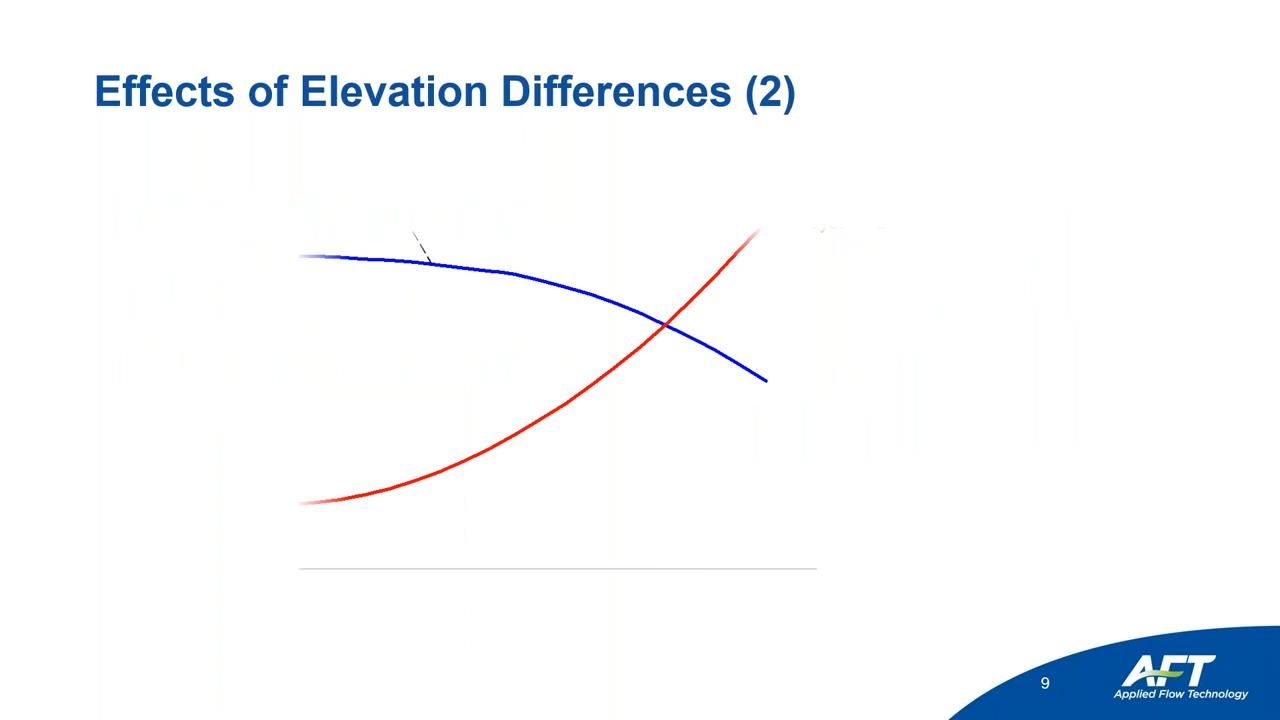 Effects of Elevation Differences (2)
9
AFT
Applied Flow Technology